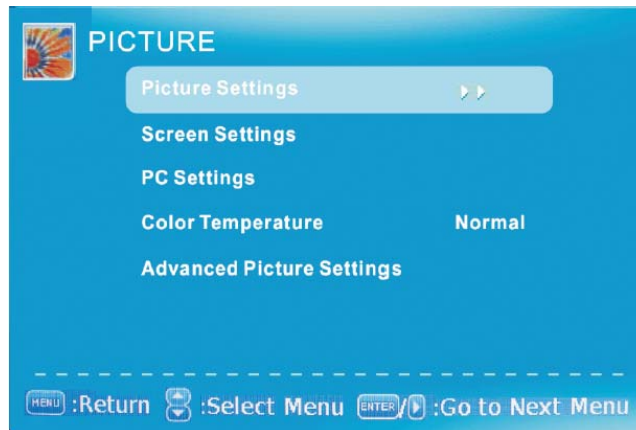 PICTURE
Picture Settings
Screen Settings
PC Settings
Color Temperature Normal
Advanced Picture Settings
MENU :Return :Select Menu ENTER/ :Go to Next Menu